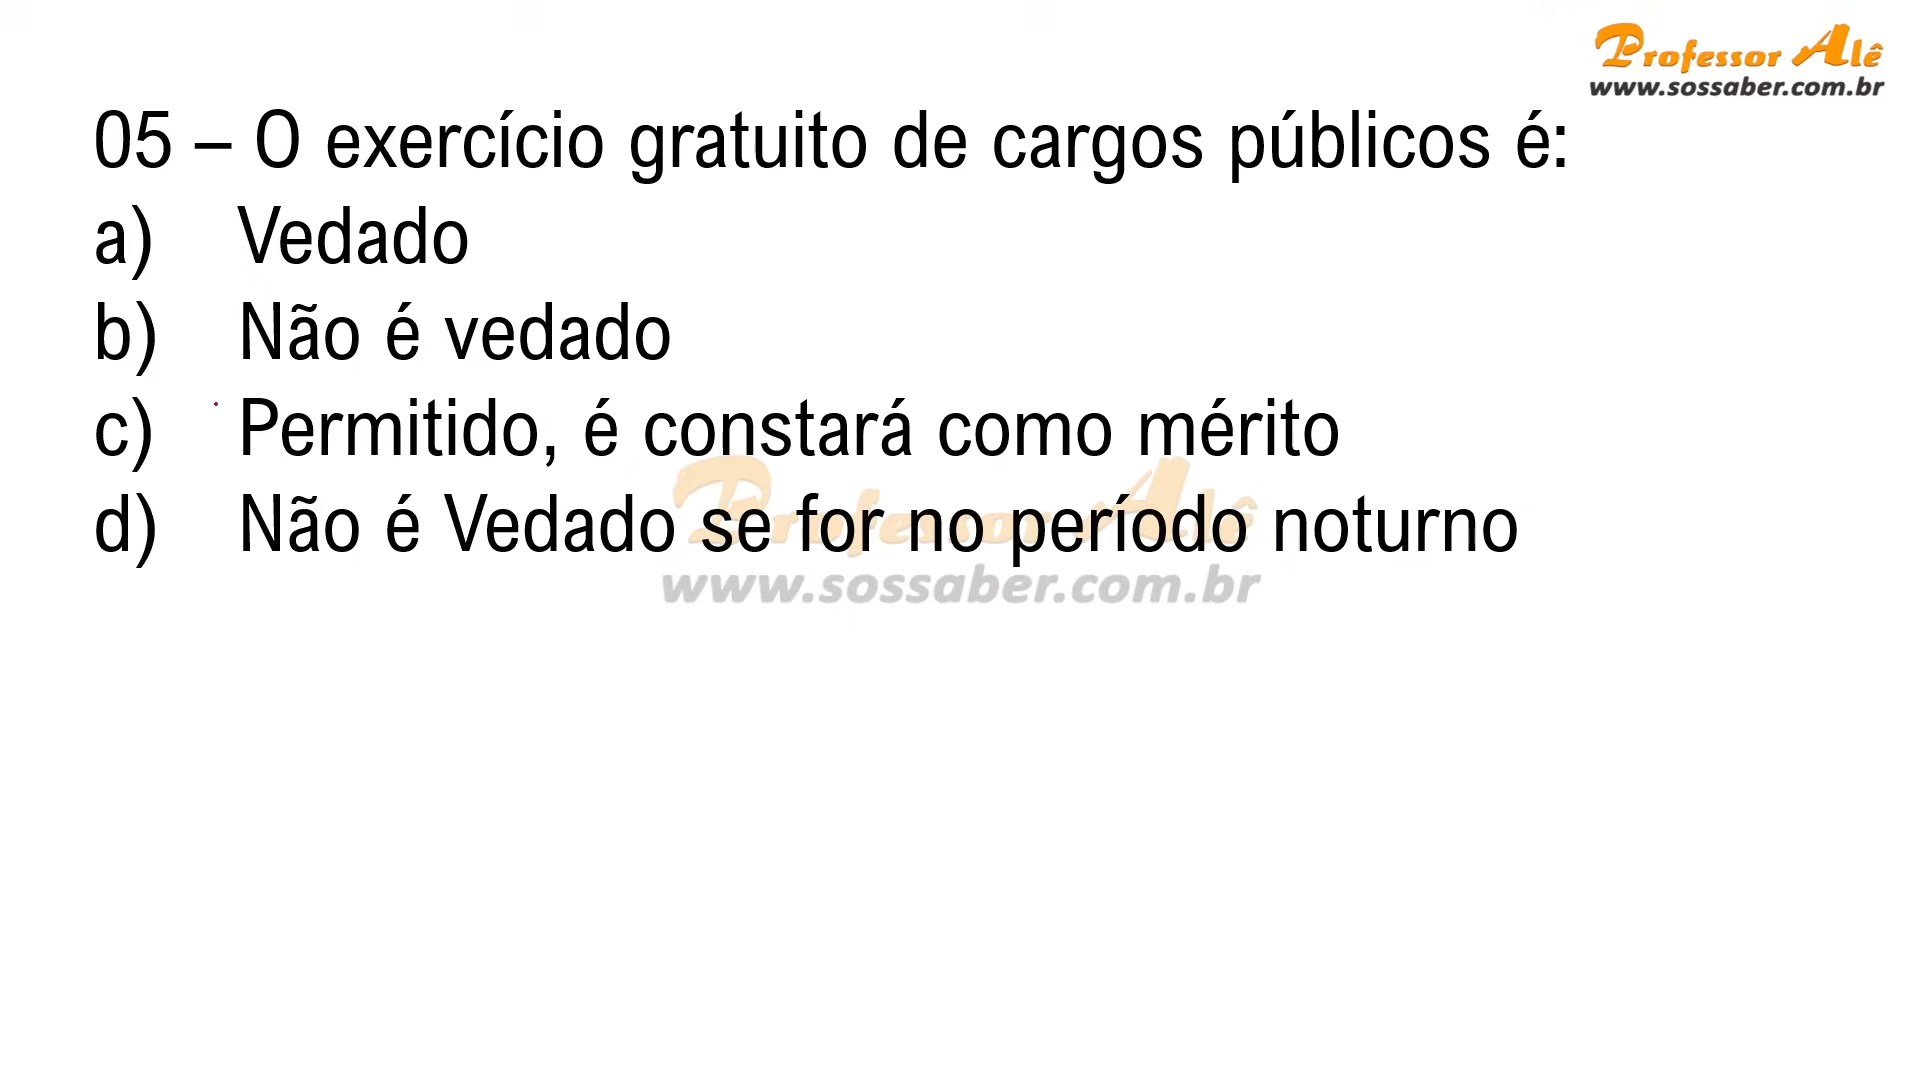 Professor Alê
www.sossaber.com.br
05 – O exercício gratuito de cargos públicos é:
a) Vedado
b) Não é vedado
c) Permitido, é constará como mérito
d) Não é Vedado se for no período noturno
Professor Alê
www.sossaber.com.br